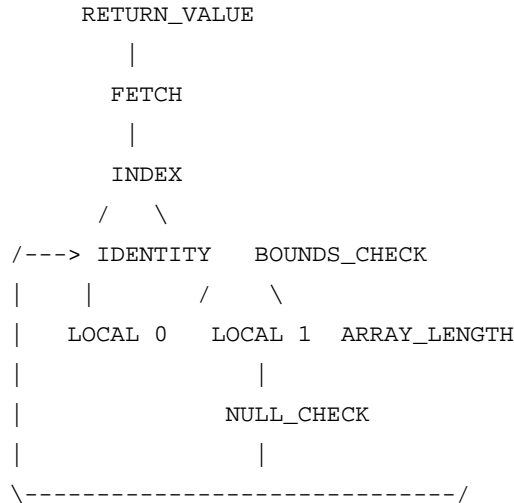 RETURN_VALUE
|
FETCH
|
INDEX
/ \
/---> IDENTITY BOUNDS_CHECK
| | / \
| LOCAL 0 LOCAL 1 ARRAY_LENGTH
| |
| NULL_CHECK
| |
\------------------------------/